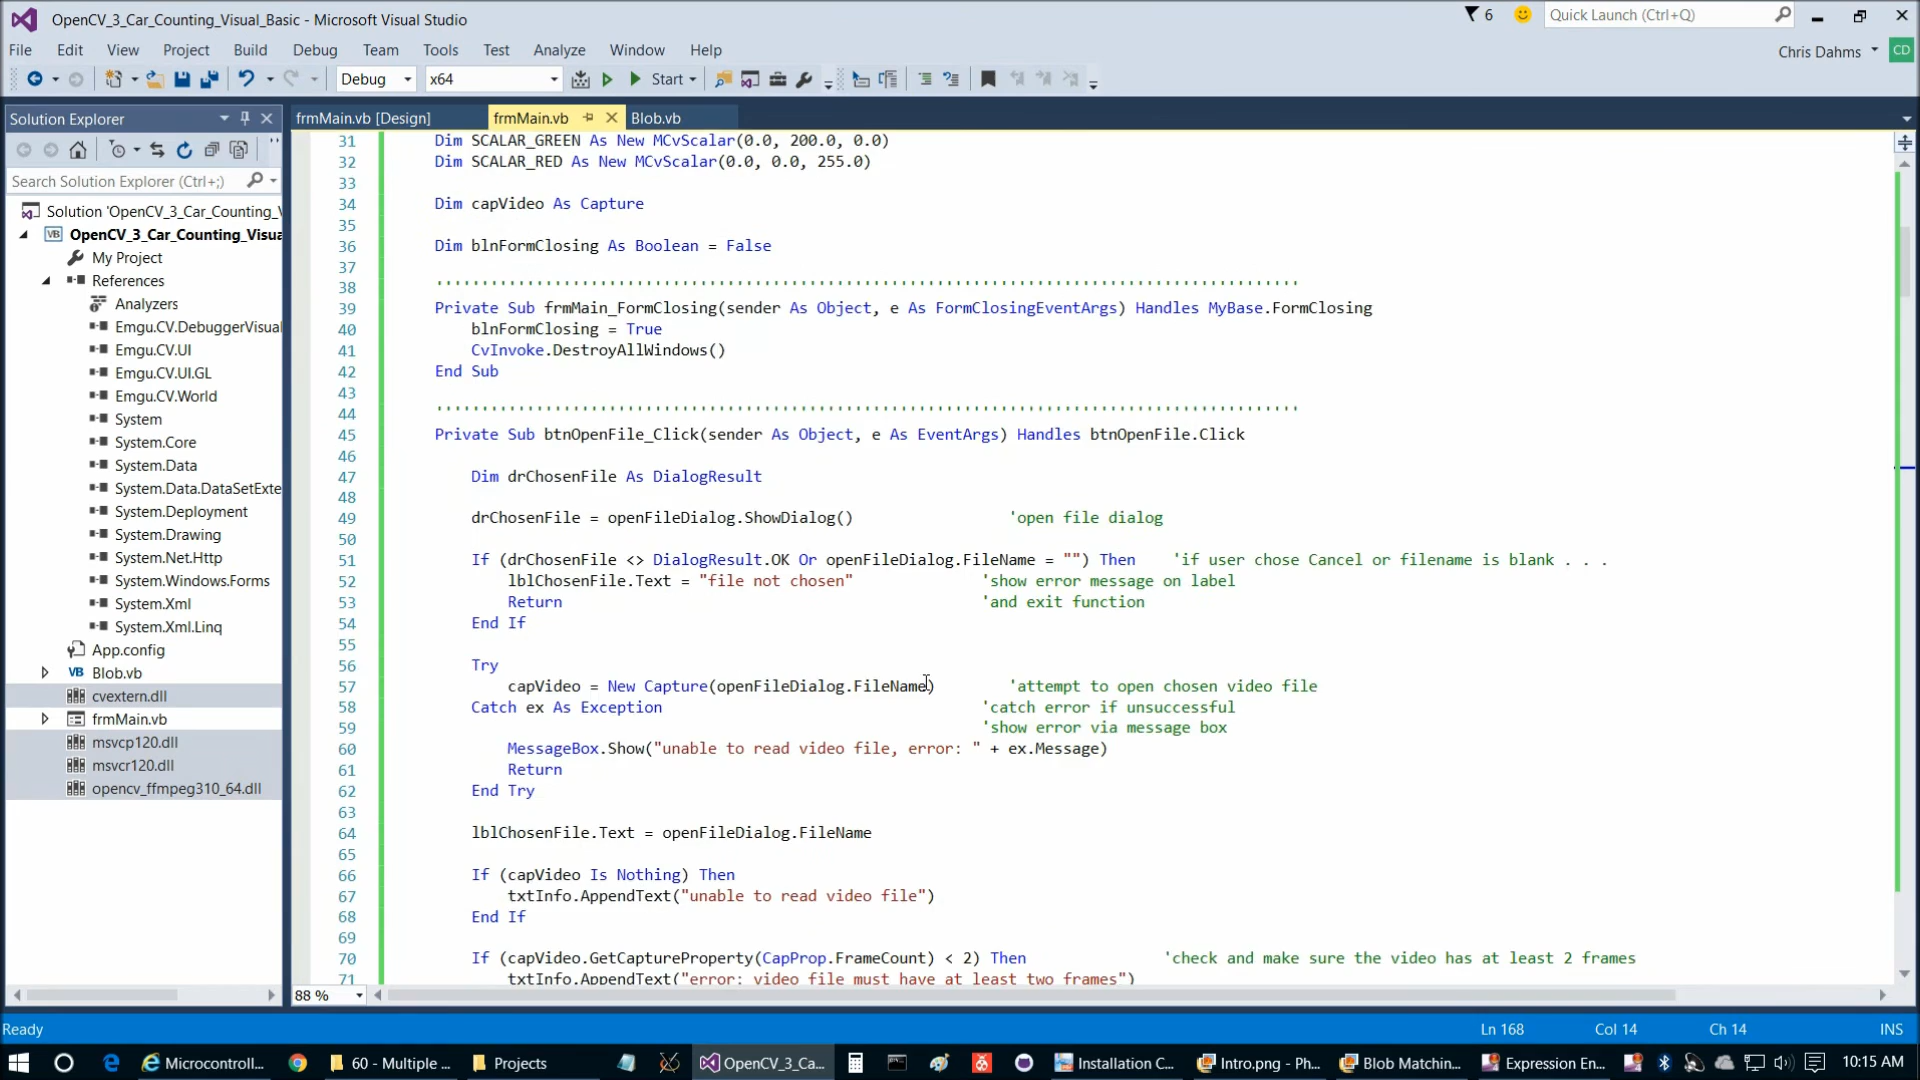 OpenCV_3_Car_Counting_Visual_Basic - Microsoft Visual Studio
6
Quick Launch (Ctrl+Q)
File Edit View Project Build Debug Team Tools Test Analyze Window Help
Chris Dahms
CD
Debug
x64
Start
Solution Explorer
frmMain.vb [Design]
frmMain.vb
Blob.vb
Search Solution Explorer (Ctrl+;)
Solution 'OpenCV_3_Car_Counting_V
VB OpenCV_3_Car_Counting_Visua
My Project
References
Analyzers
Emgu.CV.DebuggerVisual
Emgu.CV.UI
Emgu.CV.UI.GL
Emgu.CV.World
System
System.Core
System.Data
System.Data.DataSetExte
System.Deployment
System.Drawing
System.Net.Http
System.Windows.Forms
System.Xml
System.Xml.Linq
App.config
VB Blob.vb
cvextern.dll
frmMain.vb
msvcp120.dll
msvcr120.dll
opencv_ffmpeg310_64.dll
31 Dim SCALAR_GREEN As New MCvScalar(0.0, 200.0, 0.0)
32 Dim SCALAR_RED As New MCvScalar(0.0, 0.0, 255.0)
33
34 Dim capVideo As Capture
35
36 Dim blnFormClosing As Boolean = False
37
38 '''''''''''''''''''''''''''''''''''''''''''''''''''''''''''''''''''''''''''''''''''''''''''''''
39 Private Sub frmMain_FormClosing(sender As Object, e As FormClosingEventArgs) Handles MyBase.FormClosing
40 blnFormClosing = True
41 CvInvoke.DestroyAllWindows()
42 End Sub
43
44 '''''''''''''''''''''''''''''''''''''''''''''''''''''''''''''''''''''''''''''''''''''''''''''''
45 Private Sub btnOpenFile_Click(sender As Object, e As EventArgs) Handles btnOpenFile.Click
46
47 Dim drChosenFile As DialogResult
48
49 drChosenFile = openFileDialog.ShowDialog() 'open file dialog
50
51 If (drChosenFile <> DialogResult.OK Or openFileDialog.FileName = "") Then 'if user chose Cancel or filename is blank . . .
52 lblChosenFile.Text = "file not chosen" 'show error message on label
53 Return 'and exit function
54 End If
55
56 Try
57 capVideo = New Capture(openFileDialog.FileName) 'attempt to open chosen video file
58 Catch ex As Exception 'catch error if unsuccessful
59 'show error via message box
60 MessageBox.Show("unable to read video file, error: " + ex.Message)
61 Return
62 End Try
63
64 lblChosenFile.Text = openFileDialog.FileName
65
66 If (capVideo Is Nothing) Then
67 txtInfo.AppendText("unable to read video file")
68 End If
69
70 If (capVideo.GetCaptureProperty(CapProp.FrameCount) < 2) Then 'check and make sure the video has at least 2 frames
71 txtInfo.AppendText("error: video file must have at least two frames")
88 %
Ready
Ln 168
Col 14
Ch 14
INS
Microcontroll...
60 - Multiple ...
Projects
OpenCV_3_Ca...
Installation C...
Intro.png - Ph...
Blob Matchin...
Expression En...
10:15 AM